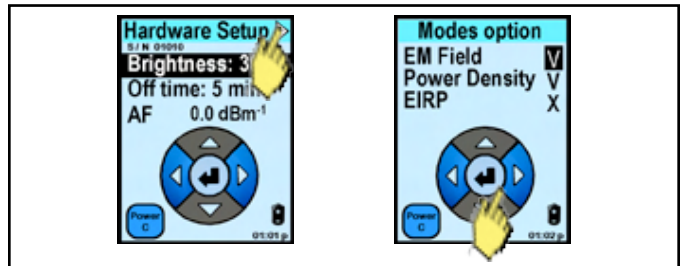 Hardware Setup
S/N 01010
Brightness: 3
Off time: 5 min
AF 0.0 dBm-1
Power
C
01:01 p
Modes option
EM Field V
Power Density V
EIRP X
Power
C
01:02 p